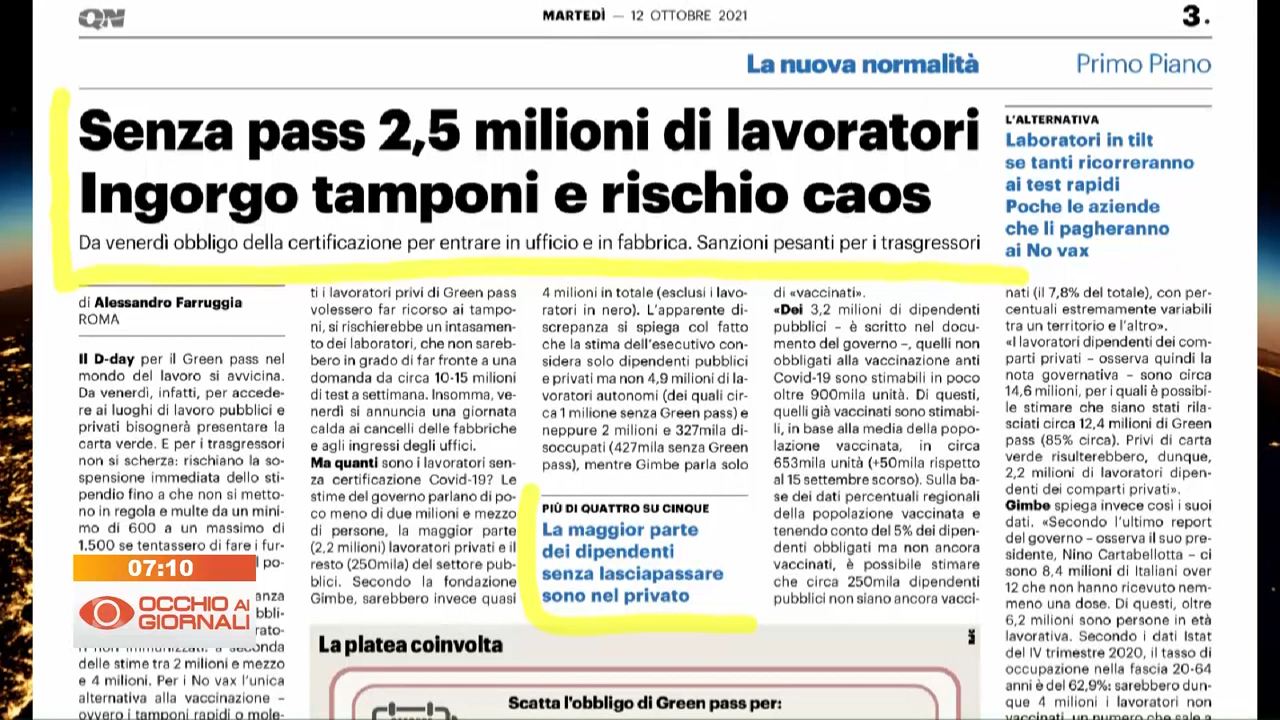 QN
MARTEDÌ — 12 OTTOBRE 2021
3.
La nuova normalità
Primo Piano
Senza pass 2,5 milioni di lavoratori
Ingorgo tamponi e rischio caos
Da venerdì obbligo della certificazione per entrare in ufficio e in fabbrica. Sanzioni pesanti per i trasgressori
L'ALTERNATIVA
Laboratori in tilt
se tanti ricorreranno
ai test rapidi
Poche le aziende
che li pagheranno
ai No vax
di Alessandro Farruggia
ROMA
Il D-day per il Green pass nel
mondo del lavoro si avvicina.
Da venerdì, infatti, per accede-
re ai luoghi di lavoro pubblici e
privati bisognerà presentare la
carta verde. E per i trasgressori
non si scherza: rischiano la so-
spensione immediata dello sti-
pendio fino a che non si metto-
no in regola e multe da un mini-
mo di 600 a un massimo di
1.500 se tentassero di fare i fur-
po-
anza
bbli-
rato-
seconda
delle stime tra 2 milioni e mezzo
e 4 milioni. Per i No vax l'unica
alternativa alla vaccinazione –
ovvero i tamponi rapidi o mole-
ti i lavoratori privi di Green pass
volessero far ricorso ai tampo-
ni, si rischierebbe un intasamen-
to dei laboratori, che non sareb-
bero in grado di far fronte a una
domanda da circa 10-15 milioni
di test a settimana. Insomma, ve-
nerdì si annuncia una giornata
calda ai cancelli delle fabbriche
e agli ingressi degli uffici.
Ma quanti sono i lavoratori sen-
za certificazione Covid-19? Le
stime del governo parlano di po-
co meno di due milioni e mezzo
di persone, la maggior parte
(2,2 milioni) lavoratori privati e il
resto (250mila) del settore pub-
blici. Secondo la fondazione
Gimbe, sarebbero invece quasi
4 milioni in totale (esclusi i lavo-
ratori in nero). L'apparente di-
screpanza si spiega col fatto
che la stima dell'esecutivo con-
sidera solo dipendenti pubblici
e privati ma non 4,9 milioni di la-
voratori autonomi (dei quali cir-
ca 1 milione senza Green pass) e
neppure 2 milioni e 327mila di-
soccupati (427mila senza Green
pass), mentre Gimbe parla solo
PIÙ DI QUATTRO SU CINQUE
La maggior parte
dei dipendenti
senza lasciapassare
sono nel privato
di «vaccinati».
«Dei 3,2 milioni di dipendenti
pubblici – è scritto nel docu-
mento del governo –, quelli non
obbligati alla vaccinazione anti
Covid-19 sono stimabili in poco
oltre 900mila unità. Di questi,
quelli già vaccinati sono stimabi-
li, in base alla media della popo-
lazione vaccinata, in circa
653mila unità (+50mila rispetto
al 15 settembre scorso). Sulla ba-
se dei dati percentuali regionali
della popolazione vaccinata e
tenendo conto del 5% dei dipen-
denti obbligati ma non ancora
vaccinati, è possibile stimare
che circa 250mila dipendenti
pubblici non siano ancora vacci-
nati (il 7,8% del totale), con per-
centuali estremamente variabili
tra un territorio e l'altro».
«I lavoratori dipendenti dei com-
parti privati – osserva quindi la
nota governativa – sono circa
14,6 milioni, per i quali è possibi-
le stimare che siano stati rila-
sciati circa 12,4 milioni di Green
pass (85% circa). Privi di carta
verde risulterebbero, dunque,
2,2 milioni di lavoratori dipen-
denti dei comparti privati».
Gimbe spiega invece così i suoi
dati. «Secondo l'ultimo report
del governo – osserva il suo pre-
sidente, Nino Cartabellotta – ci
sono 8,4 milioni di Italiani over
12 che non hanno ricevuto nem-
meno una dose. Di questi, oltre
6,2 milioni sono persone in età
lavorativa. Secondo i dati Istat
del IV trimestre 2020, il tasso di
occupazione nella fascia 20-64
anni è del 62,9%: sarebbero dun-
que 4 milioni i lavoratori non
vaccinati, un numero che sale a
La platea coinvolta
Scatta l'obbligo di Green pass per:
07:10
OCCHIO AI
GIORNALI